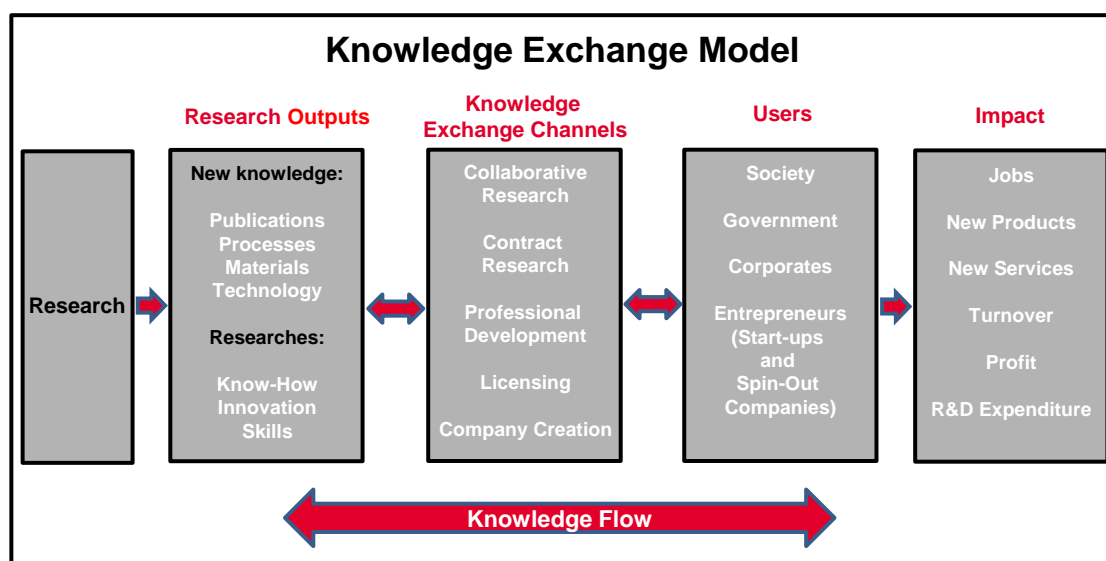 Knowledge Exchange Model
Research Outputs
Knowledge
Exchange Channels
Users
Impact
Research
New knowledge:
Publications
Processes
Materials
Technology
Researches:
Know-How
Innovation
Skills
Collaborative
Research
Contract
Research
Professional
Development
Licensing
Company Creation
Society
Government
Corporates
Entrepreneurs
(Start-ups
and
Spin-Out
Companies)
Jobs
New Products
New Services
Turnover
Profit
R&D Expenditure
Knowledge Flow